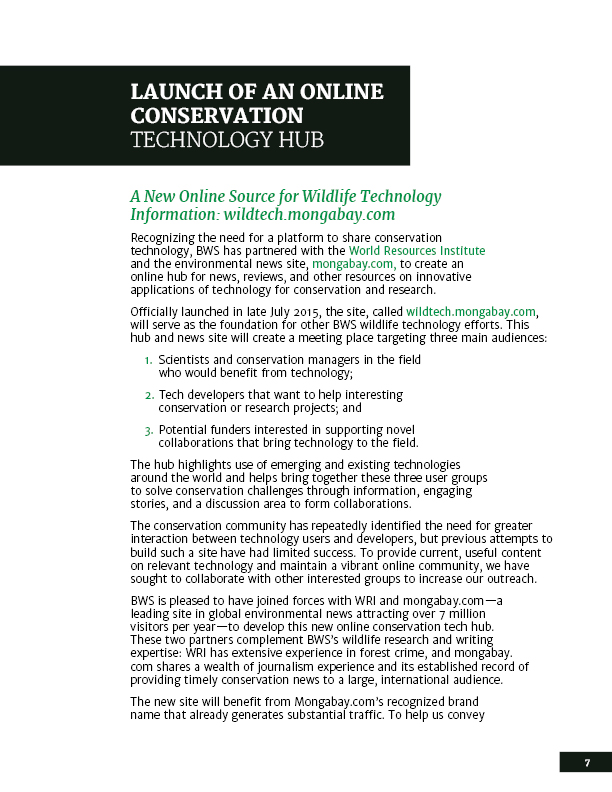 LAUNCH OF AN ONLINE
CONSERVATION
TECHNOLOGY HUB
A New Online Source for Wildlife Technology
Information: wildtech.mongabay.com
Recognizing the need for a platform to share conservation
technology, BWS has partnered with the World Resources Institute
and the environmental news site, mongabay.com, to create an
online hub for news, reviews, and other resources on innovative
applications of technology for conservation and research.
Officially launched in late July 2015, the site, called wildtech.mongabay.com,
will serve as the foundation for other BWS wildlife technology efforts. This
hub and news site will create a meeting place targeting three main audiences:
1. Scientists and conservation managers in the field
who would benefit from technology;
2. Tech developers that want to help interesting
conservation or research projects; and
3. Potential funders interested in supporting novel
collaborations that bring technology to the field.
The hub highlights use of emerging and existing technologies
around the world and helps bring together these three user groups
to solve conservation challenges through information, engaging
stories, and a discussion area to form collaborations.
The conservation community has repeatedly identified the need for greater
interaction between technology users and developers, but previous attempts to
build such a site have had limited success. To provide current, useful content
on relevant technology and maintain a vibrant online community, we have
sought to collaborate with other interested groups to increase our outreach.
BWS is pleased to have joined forces with WRI and mongabay.com—a
leading site in global environmental news attracting over 7 million
visitors per year—to develop this new online conservation tech hub.
These two partners complement BWS's wildlife research and writing
expertise: WRI has extensive experience in forest crime, and mongabay.
com shares a wealth of journalism experience and its established record of
providing timely conservation news to a large, international audience.
The new site will benefit from Mongabay.com's recognized brand
name that already generates substantial traffic. To help us convey
7